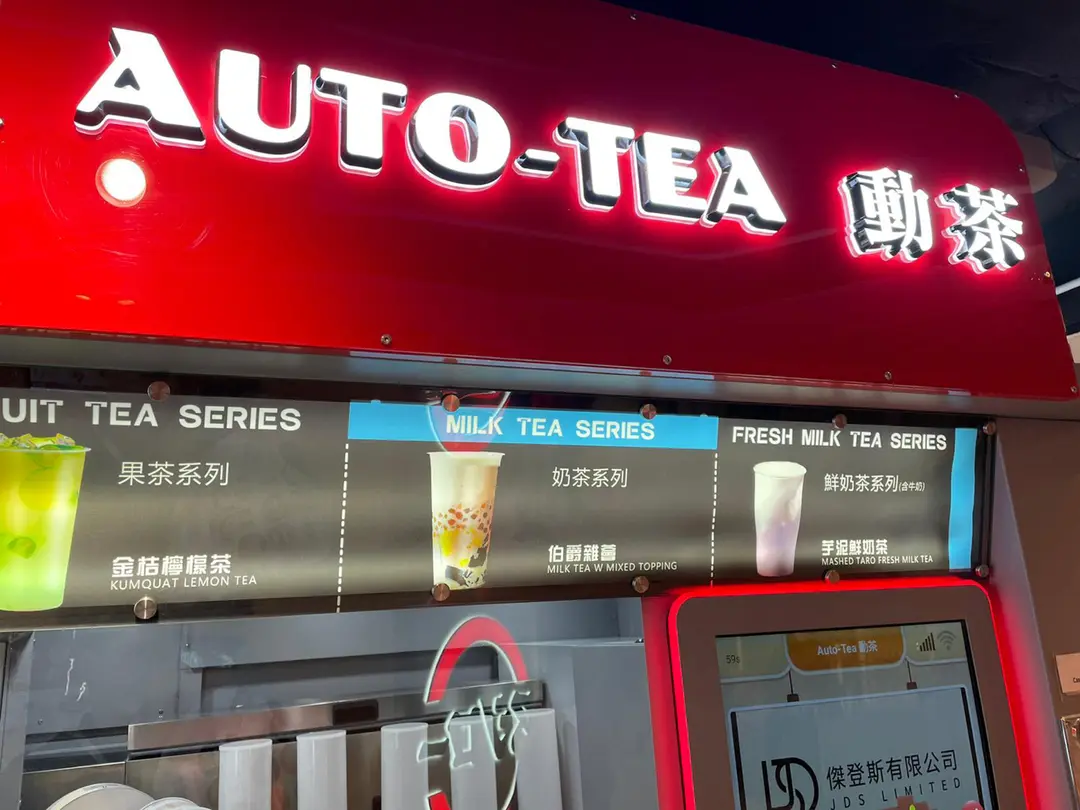 AUTO-TEA 動茶
UIT TEA SERIES
果茶系列
金桔檸檬茶
KUMQUAT LEMON TEA
MILK TEA SERIES
奶茶系列
伯爵雜薈
MILK TEA W MIXED TOPPING
FRESH MILK TEA SERIES
鮮奶茶系列(含牛奶)
芋泥鮮奶茶
MASHED TARO FRESH MILK TEA
59s
Auto-Tea 動茶
傑登斯有限公司
JDS LIMITED